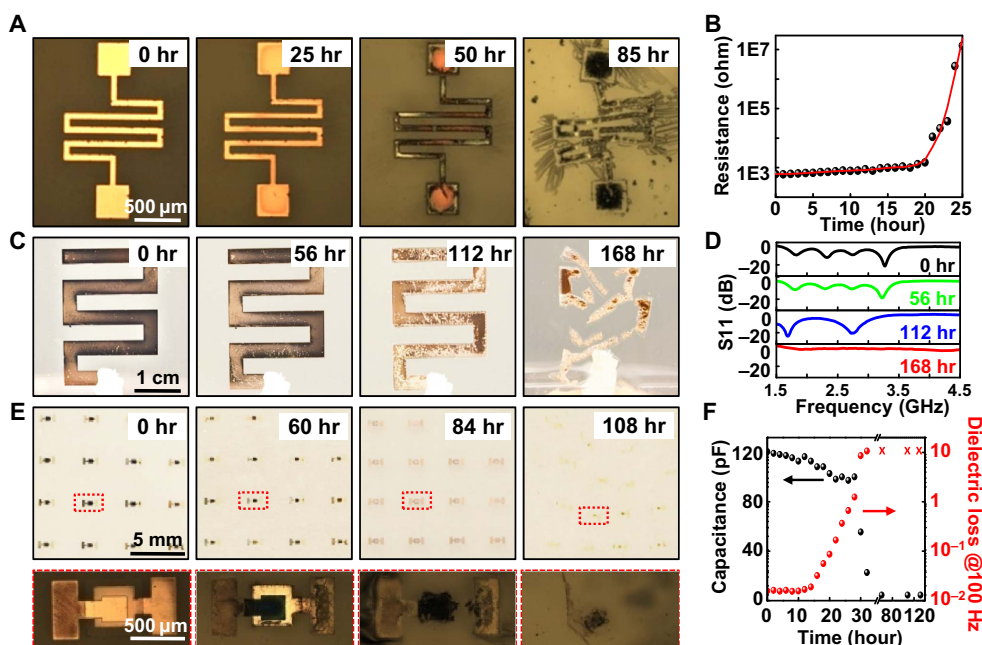 A
0 hr
25 hr
50 hr
85 hr
500 µm
B
Resistance (ohm)
1E7
1E5
1E3
0 5 10 15 20 25
Time (hour)
C
0 hr
56 hr
112 hr
168 hr
1 cm
D
S11 (dB)
0
–20
0 hr
0
–20
56 hr
0
–20
112 hr
0
–20
168 hr
1.5 2.5 3.5 4.5
Frequency (GHz)
E
0 hr
60 hr
84 hr
108 hr
5 mm
500 µm
F
Capacitance (pF)
120
80
40
0
x x x
10
1
10⁻¹
10⁻²
Dielectric loss @100 Hz
0 10 20 30 80 120
Time (hour)